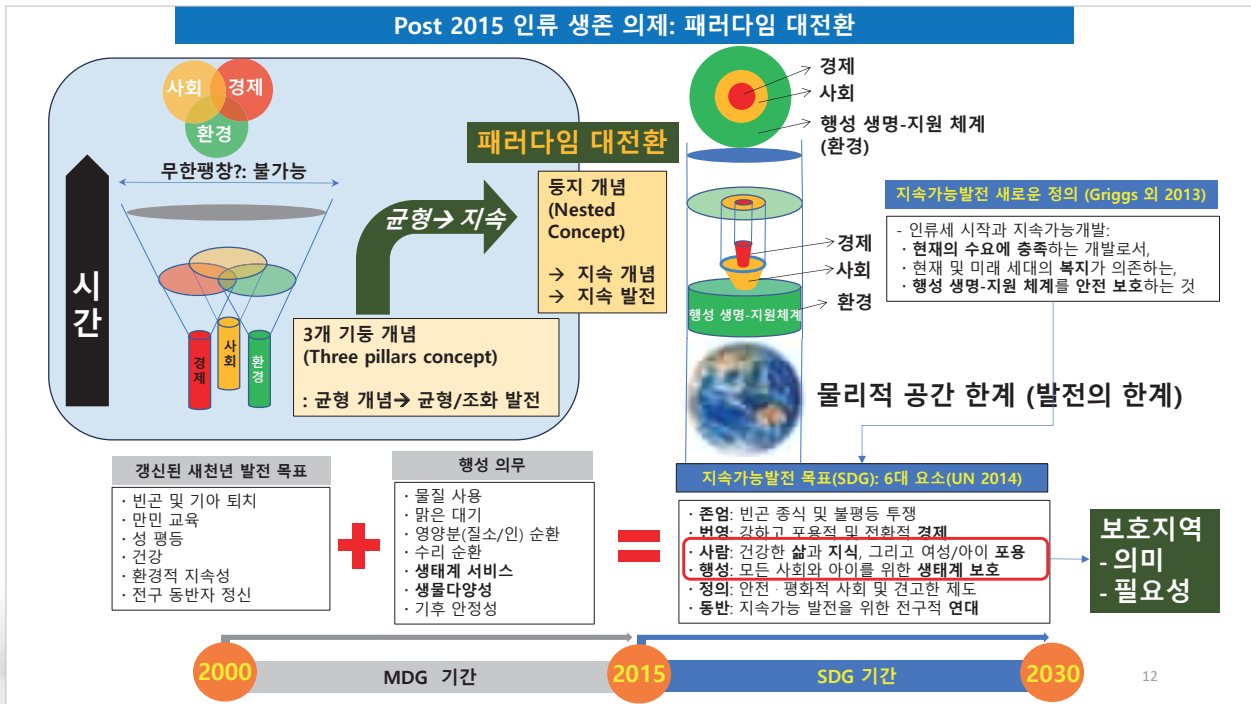 Post 2015 인류 생존 의제: 패러다임 대전환
사회
경제
환경
무한팽창?: 불가능
시간
경제
사회
환경
3개 기둥 개념
(Three pillars concept)
: 균형 개념→ 균형/조화 발전
균형→ 지속
패러다임 대전환
둥지 개념
(Nested
Concept)
→ 지속 개념
→ 지속 발전
경제
사회
행성 생명-지원 체계
(환경)
경제
사회
환경
행성 생명-지원체계
물리적 공간 한계 (발전의 한계)
지속가능발전 새로운 정의 (Griggs 외 2013)
- 인류세 시작과 지속가능개발:
· 현재의 수요에 충족하는 개발로서,
· 현재 및 미래 세대의 복지가 의존하는,
· 행성 생명-지원 체계를 안전 보호하는 것
갱신된 새천년 발전 목표
· 빈곤 및 기아 퇴치
· 만민 교육
· 성 평등
· 건강
· 환경적 지속성
· 전구 동반자 정신
행성 의무
· 물질 사용
· 맑은 대기
· 영양분(질소/인) 순환
· 수리 순환
· 생태계 서비스
· 생물다양성
· 기후 안정성
지속가능발전 목표(SDG): 6대 요소(UN 2014)
· 존엄: 빈곤 종식 및 불평등 투쟁
· 번영: 강하고 포용적 및 전환적 경제
· 사람: 건강한 삶과 지식, 그리고 여성/아이 포용
· 행성: 모든 사회와 아이를 위한 생태계 보호
· 정의: 안전 · 평화적 사회 및 견고한 제도
· 동반: 지속가능 발전을 위한 전구적 연대
보호지역
- 의미
- 필요성
2000
MDG 기간
2015
SDG 기간
2030
12